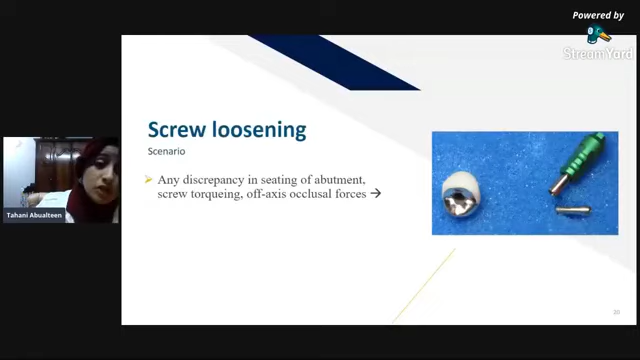 Powered by
StreamYard
Screw loosening
Scenario
Any discrepancy in seating of abutment,
screw torqueing, off-axis occlusal forces →
Tahani Abualteen
20